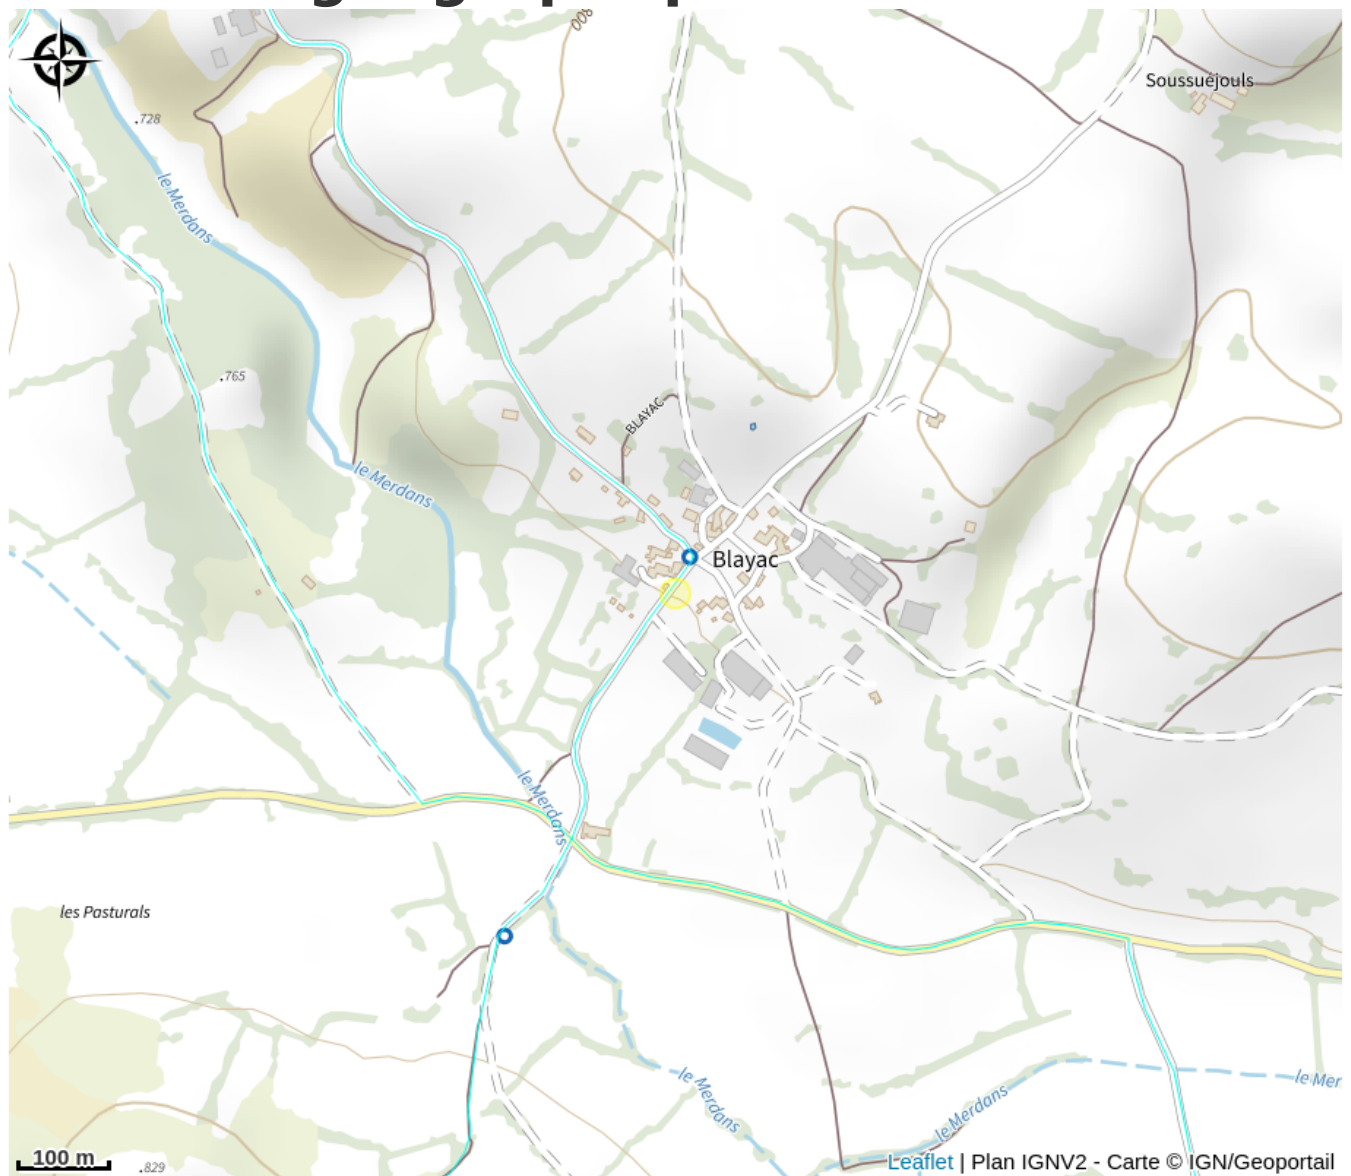 800
Soussuéjouls
.728
le Merdans
.765
BLAYAC
le Merdans
Blayac
le Merdans
les Pasturals
le Merdans
le Merdans
le Mer
100 m
.829
Leaflet | Plan IGNV2 - Carte © IGN/Geoportail